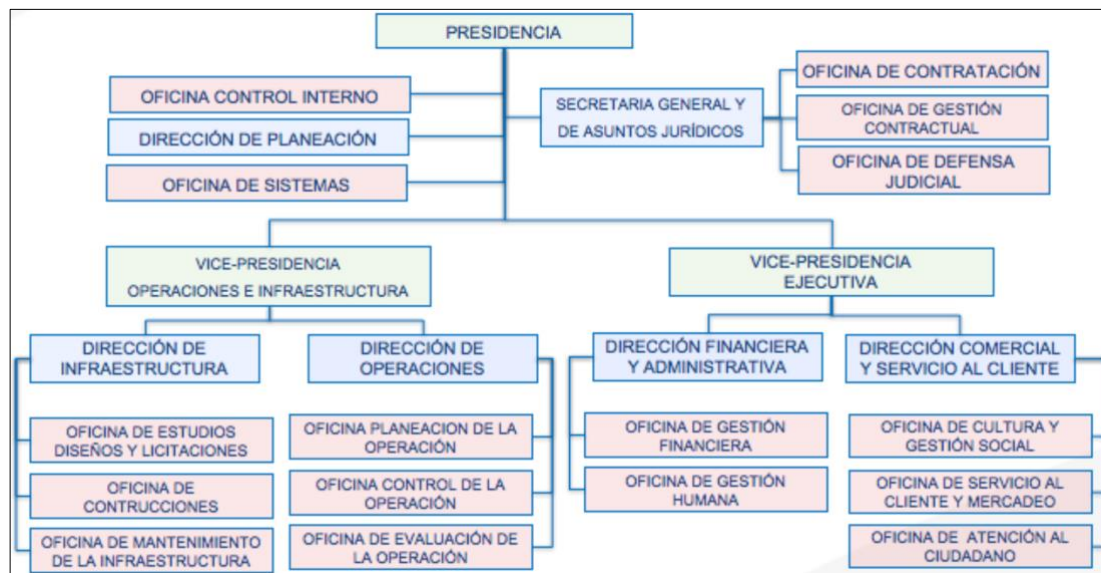 PRESIDENCIA
OFICINA CONTROL INTERNO
DIRECCIÓN DE PLANEACIÓN
OFICINA DE SISTEMAS
SECRETARIA GENERAL Y
DE ASUNTOS JURÍDICOS
OFICINA DE CONTRATACIÓN
OFICINA DE GESTIÓN
CONTRACTUAL
OFICINA DE DEFENSA
JUDICIAL
VICE-PRESIDENCIA
OPERACIONES E INFRAESTRUCTURA
VICE-PRESIDENCIA
EJECUTIVA
DIRECCIÓN DE
INFRAESTRUCTURA
OFICINA DE ESTUDIOS
DISEÑOS Y LICITACIONES
OFICINA DE
CONTRUCCIONES
OFICINA DE MANTENIMIENTO
DE LA INFRAESTRUCTURA
DIRECCIÓN DE
OPERACIONES
OFICINA PLANEACION DE LA
OPERACIÓN
OFICINA CONTROL DE LA
OPERACIÓN
OFICINA DE EVALUACIÓN DE
LA OPERACIÓN
DIRECCIÓN FINANCIERA
Y ADMINISTRATIVA
OFICINA DE GESTIÓN
FINANCIERA
OFICINA DE GESTIÓN
HUMANA
DIRECCIÓN COMERCIAL
Y SERVICIO AL CLIENTE
OFICINA DE CULTURA Y
GESTIÓN SOCIAL
OFICINA DE SERVICIO AL
CLIENTE Y MERCADEO
OFICINA DE ATENCIÓN AL
CIUDADANO